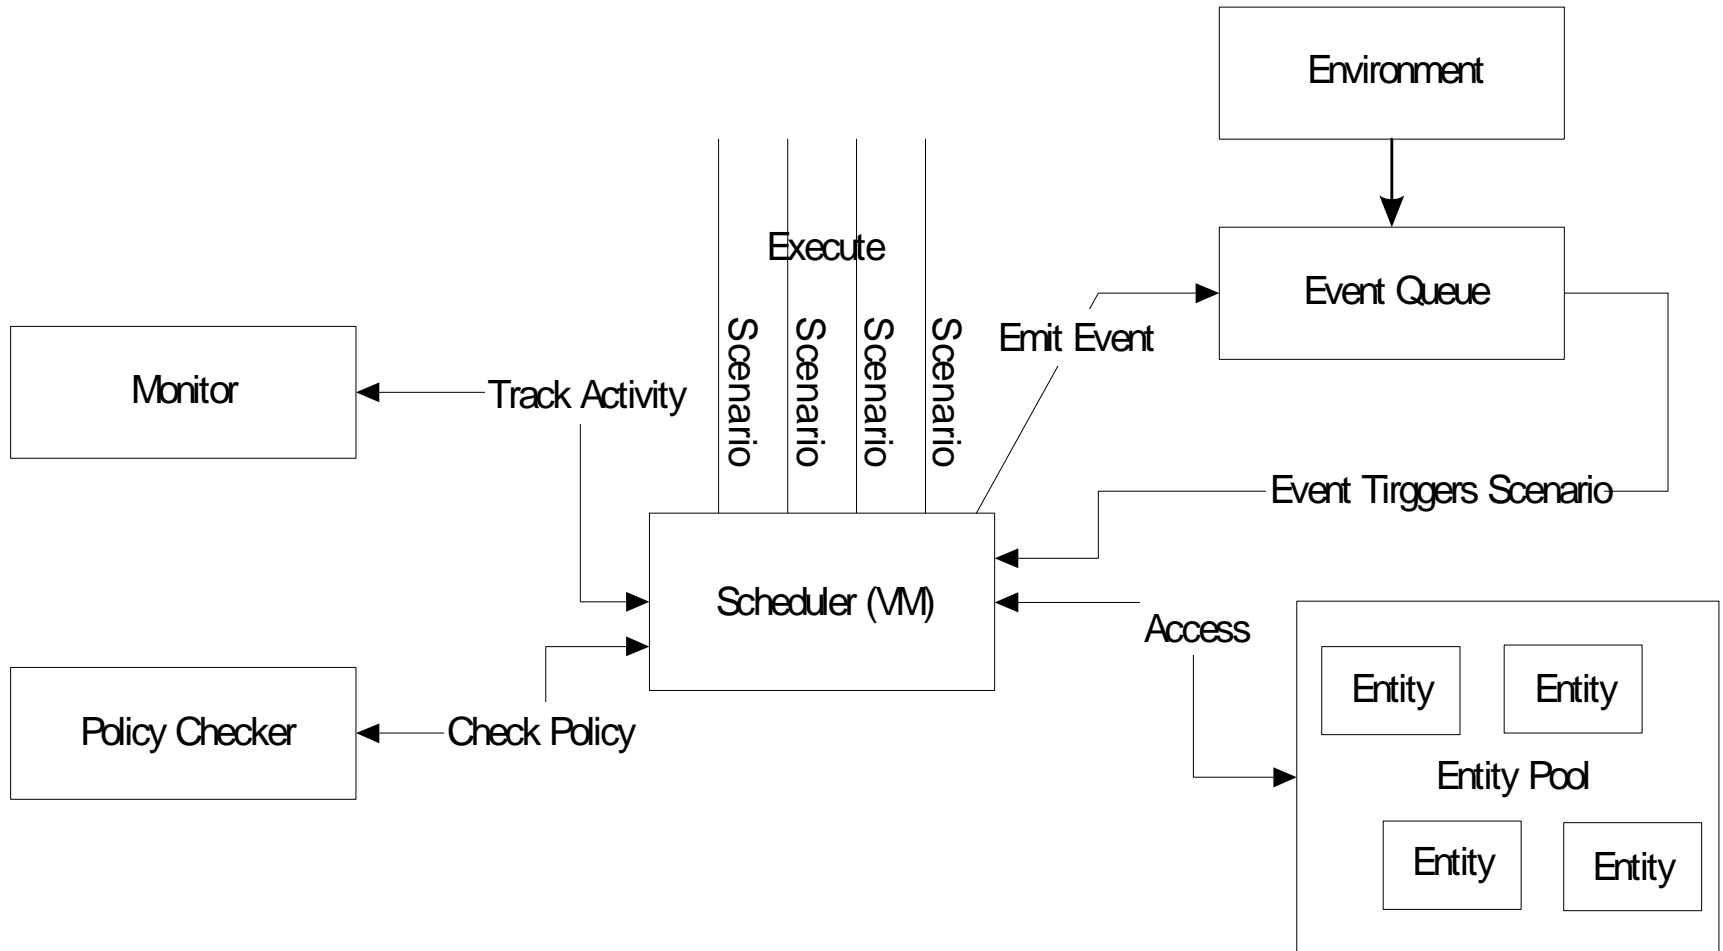 Environment
Execute
Event Queue
Scenario
Scenario
Scenario
Scenario
Emit Event
Monitor
Track Activity
Event Tirggers Scenario
Scheduler (VM)
Access
Entity
Entity
Policy Checker
Check Policy
Entity Pool
Entity
Entity